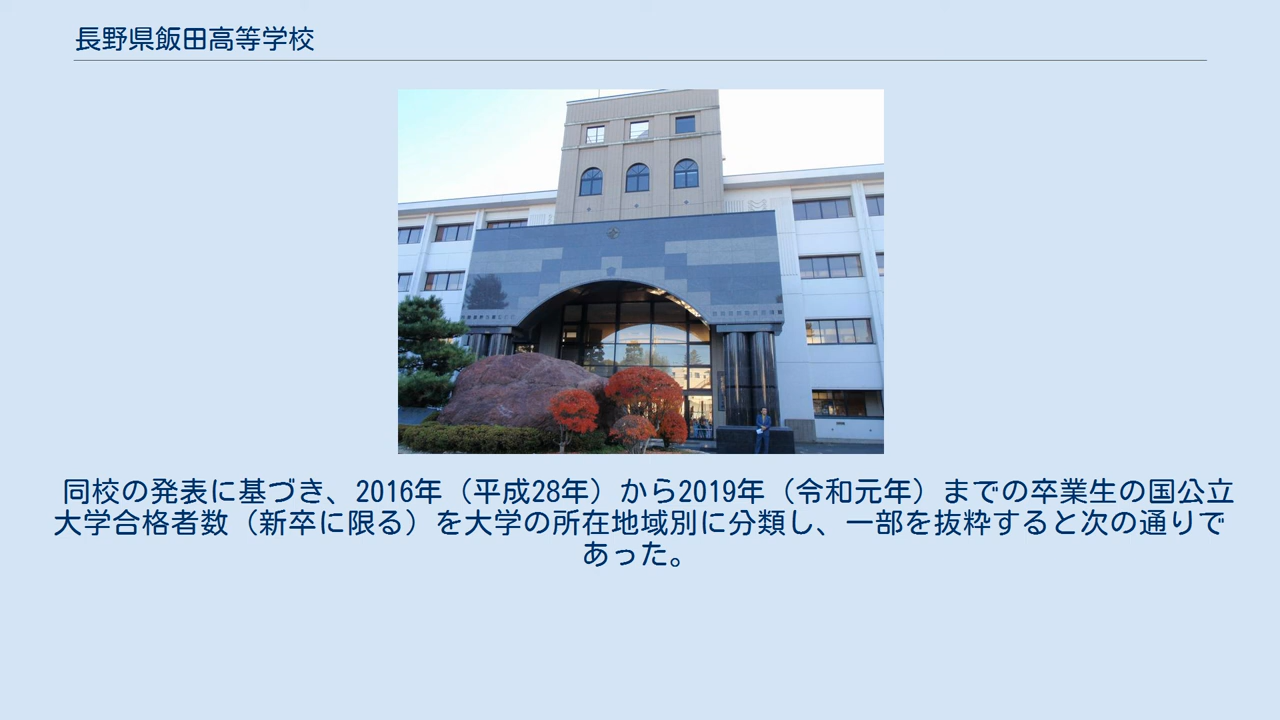 長野県飯田高等学校
同校の発表に基づき、2016年（平成28年）から2019年（令和元年）までの卒業生の国公立
大学合格者数（新卒に限る）を大学の所在地域別に分類し、一部を抜粋すると次の通りで
あった。